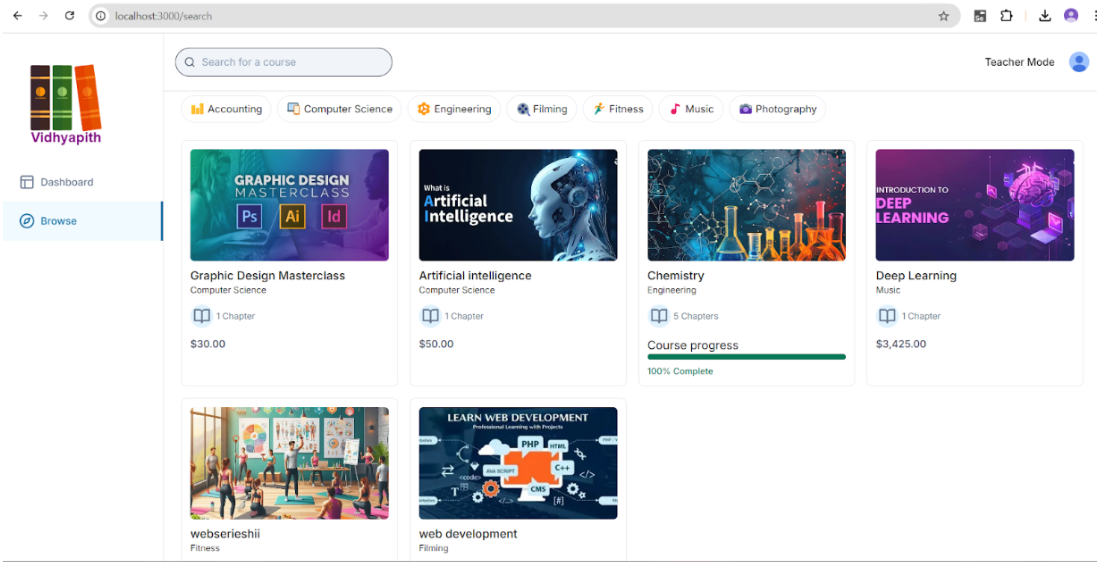 localhost:3000/search
Vidhyapith
Dashboard
Browse
Search for a course
Teacher Mode
Accounting
Computer Science
Engineering
Filming
Fitness
Music
Photography
GRAPHIC DESIGN
MASTERCLASS
Ps Ai Id
Graphic Design Masterclass
Computer Science
1 Chapter
$30.00
What is
Artificial
Intelligence
Artificial intelligence
Computer Science
1 Chapter
$50.00
Chemistry
Engineering
5 Chapters
Course progress
100% Complete
INTRODUCTION TO
DEEP
LEARNING
Deep Learning
Music
1 Chapter
$3,425.00
webserieshii
Fitness
LEARN WEB DEVELOPMENT
Professional Learning with Projects
PHP
HTML
JAVA SCRIPT
C++
</>
<code>
CMS
[#]
web development
Filming